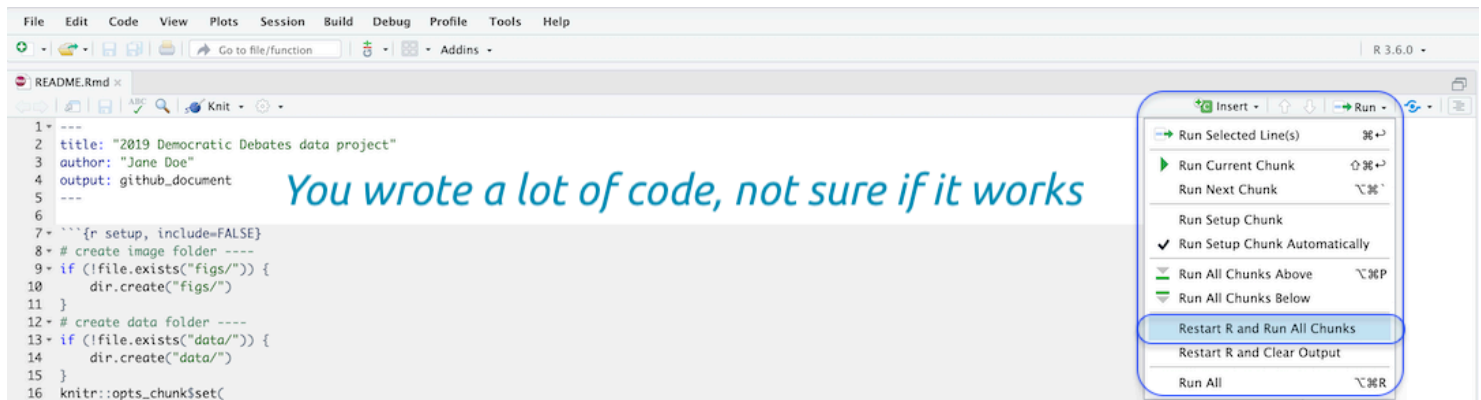 File Edit Code View Plots Session Build Debug Profile Tools Help
Go to file/function Addins R 3.6.0
README.Rmd
ABC Knit Insert Run
1 ---
2 title: "2019 Democratic Debates data project"
3 author: "Jane Doe"
4 output: github_document
5 ---
6
7 ```{r setup, include=FALSE}
8 # create image folder ----
9 if (!file.exists("figs/")) {
10 dir.create("figs/")
11 }
12 # create data folder ----
13 if (!file.exists("data/")) {
14 dir.create("data/")
15 }
16 knitr::opts_chunk$set(
You wrote a lot of code, not sure if it works
Run Selected Line(s) ⌘↩
Run Current Chunk ⇧⌘↩
Run Next Chunk ⌥⌘`
Run Setup Chunk
✓ Run Setup Chunk Automatically
Run All Chunks Above ⌥⌘P
Run All Chunks Below
Restart R and Run All Chunks
Restart R and Clear Output
Run All ⌥⌘R